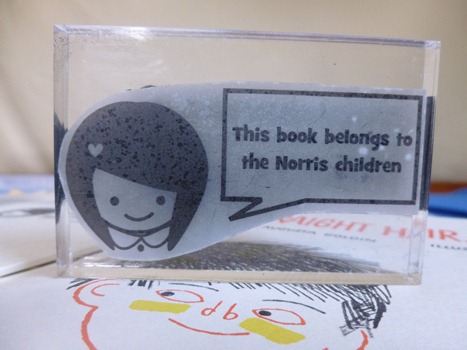 This book belongs to
the Norris children
RAIGHT HAIR